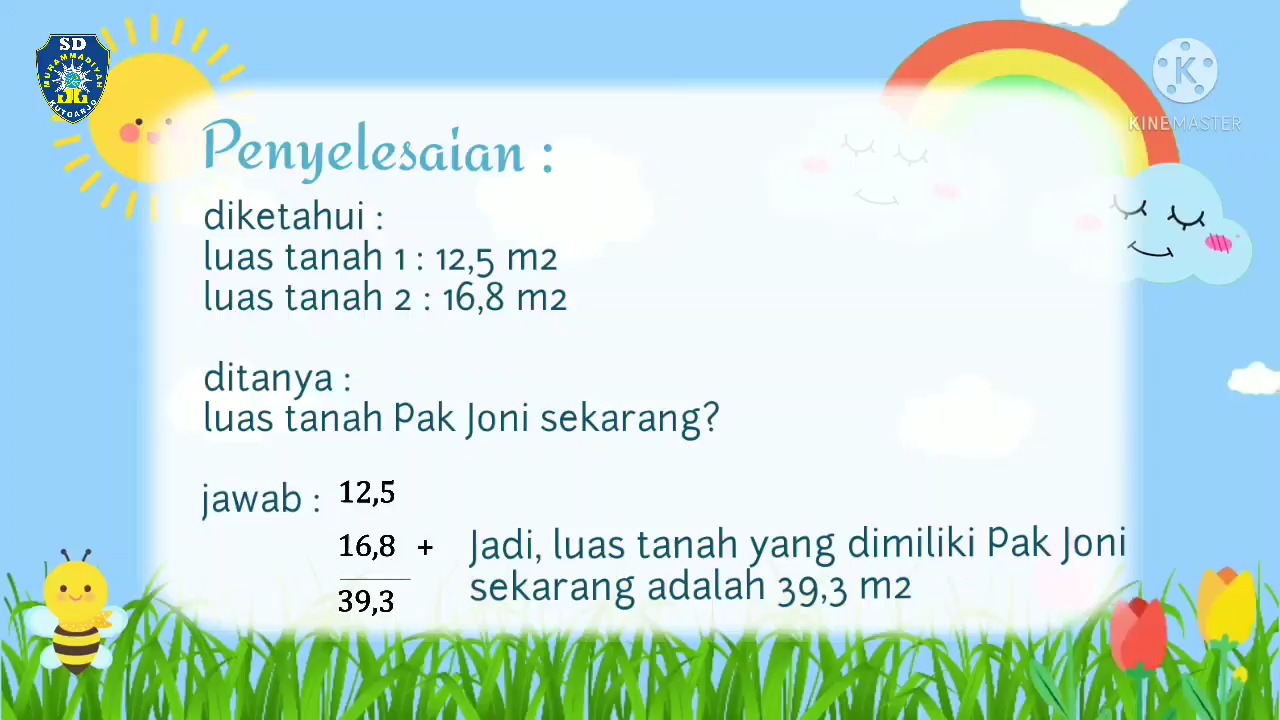 SD
MUHAMMADIYAH
KUTOARJO
KINEMASTER
Penyelesaian :
diketahui :
luas tanah 1 : 12,5 m2
luas tanah 2 : 16,8 m2
ditanya :
luas tanah Pak Joni sekarang?
jawab : 12,5
16,8 +
39,3
Jadi, luas tanah yang dimiliki Pak Joni
sekarang adalah 39,3 m2